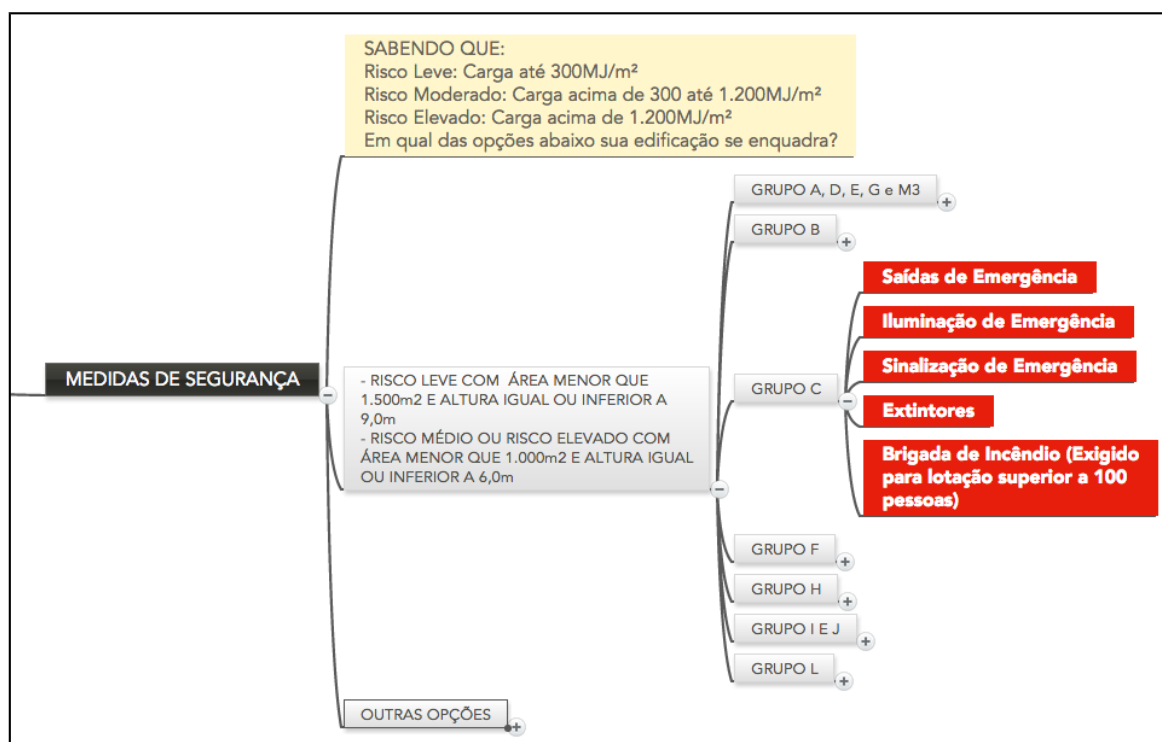 SABENDO QUE:
Risco Leve: Carga até 300MJ/m²
Risco Moderado: Carga acima de 300 até 1.200MJ/m²
Risco Elevado: Carga acima de 1.200MJ/m²
Em qual das opções abaixo sua edificação se enquadra?
MEDIDAS DE SEGURANÇA
- RISCO LEVE COM ÁREA MENOR QUE
1.500m2 E ALTURA IGUAL OU INFERIOR A
9,0m
- RISCO MÉDIO OU RISCO ELEVADO COM
ÁREA MENOR QUE 1.000m2 E ALTURA IGUAL
OU INFERIOR A 6,0m
GRUPO A, D, E, G e M3
GRUPO B
GRUPO C
Saídas de Emergência
Iluminação de Emergência
Sinalização de Emergência
Extintores
Brigada de Incêndio (Exigido
para lotação superior a 100
pessoas)
GRUPO F
GRUPO H
GRUPO I E J
GRUPO L
OUTRAS OPÇÕES